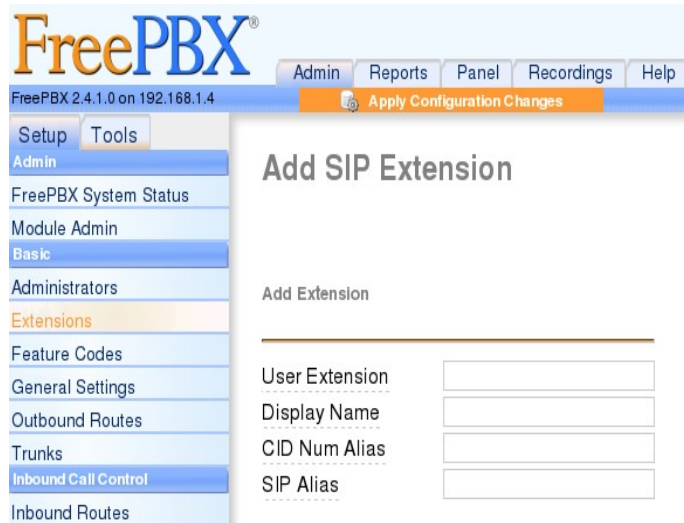 FreePBX®
Admin Reports Panel Recordings Help
FreePBX 2.4.1.0 on 192.168.1.4
Apply Configuration Changes
Setup Tools
Admin
FreePBX System Status
Module Admin
Basic
Administrators
Extensions
Feature Codes
General Settings
Outbound Routes
Trunks
Inbound Call Control
Inbound Routes
Add SIP Extension
Add Extension
User Extension
Display Name
CID Num Alias
SIP Alias